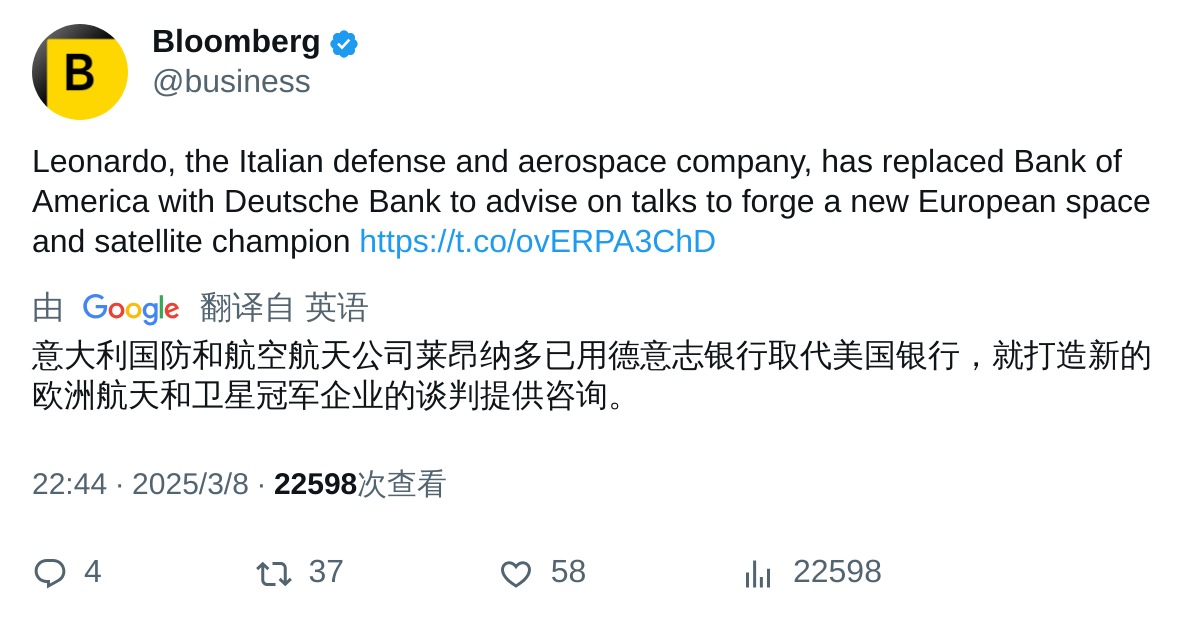 B
Bloomberg
@business
Leonardo, the Italian defense and aerospace company, has replaced Bank of
America with Deutsche Bank to advise on talks to forge a new European space
and satellite champion https://t.co/ovERPA3ChD
由 Google 翻译自 英语
意大利国防和航空航天公司莱昂纳多已用德意志银行取代美国银行，就打造新的
欧洲航天和卫星冠军企业的谈判提供咨询。
22:44 · 2025/3/8 · 22598次查看
4 37 58 22598